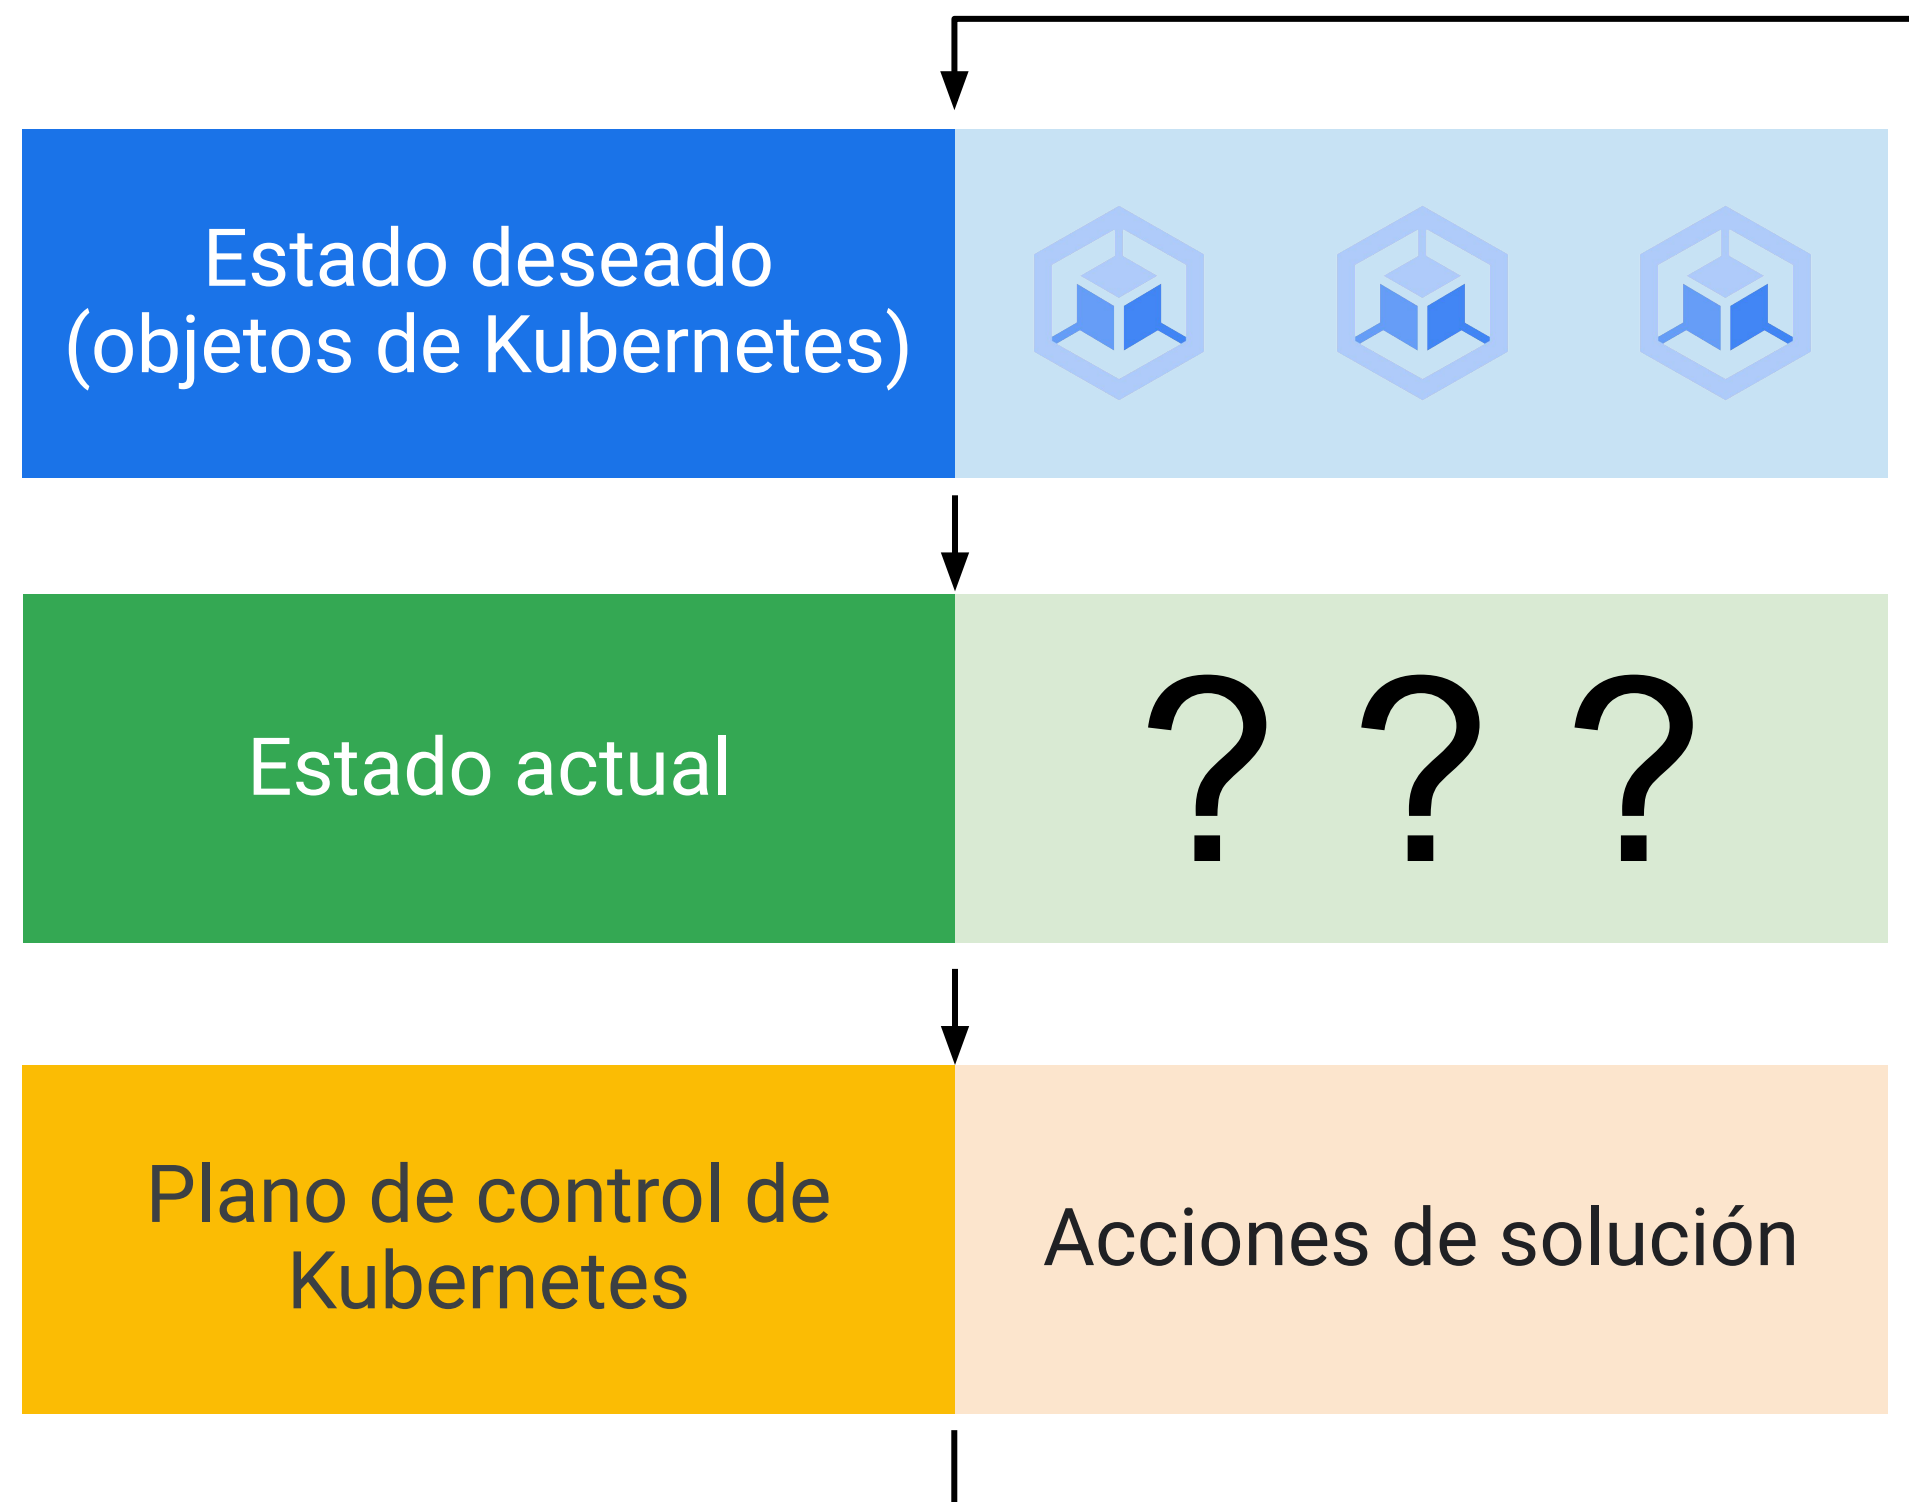 Estado deseado
(objetos de Kubernetes)
Estado actual
? ? ?
Plano de control de
Kubernetes
Acciones de solución